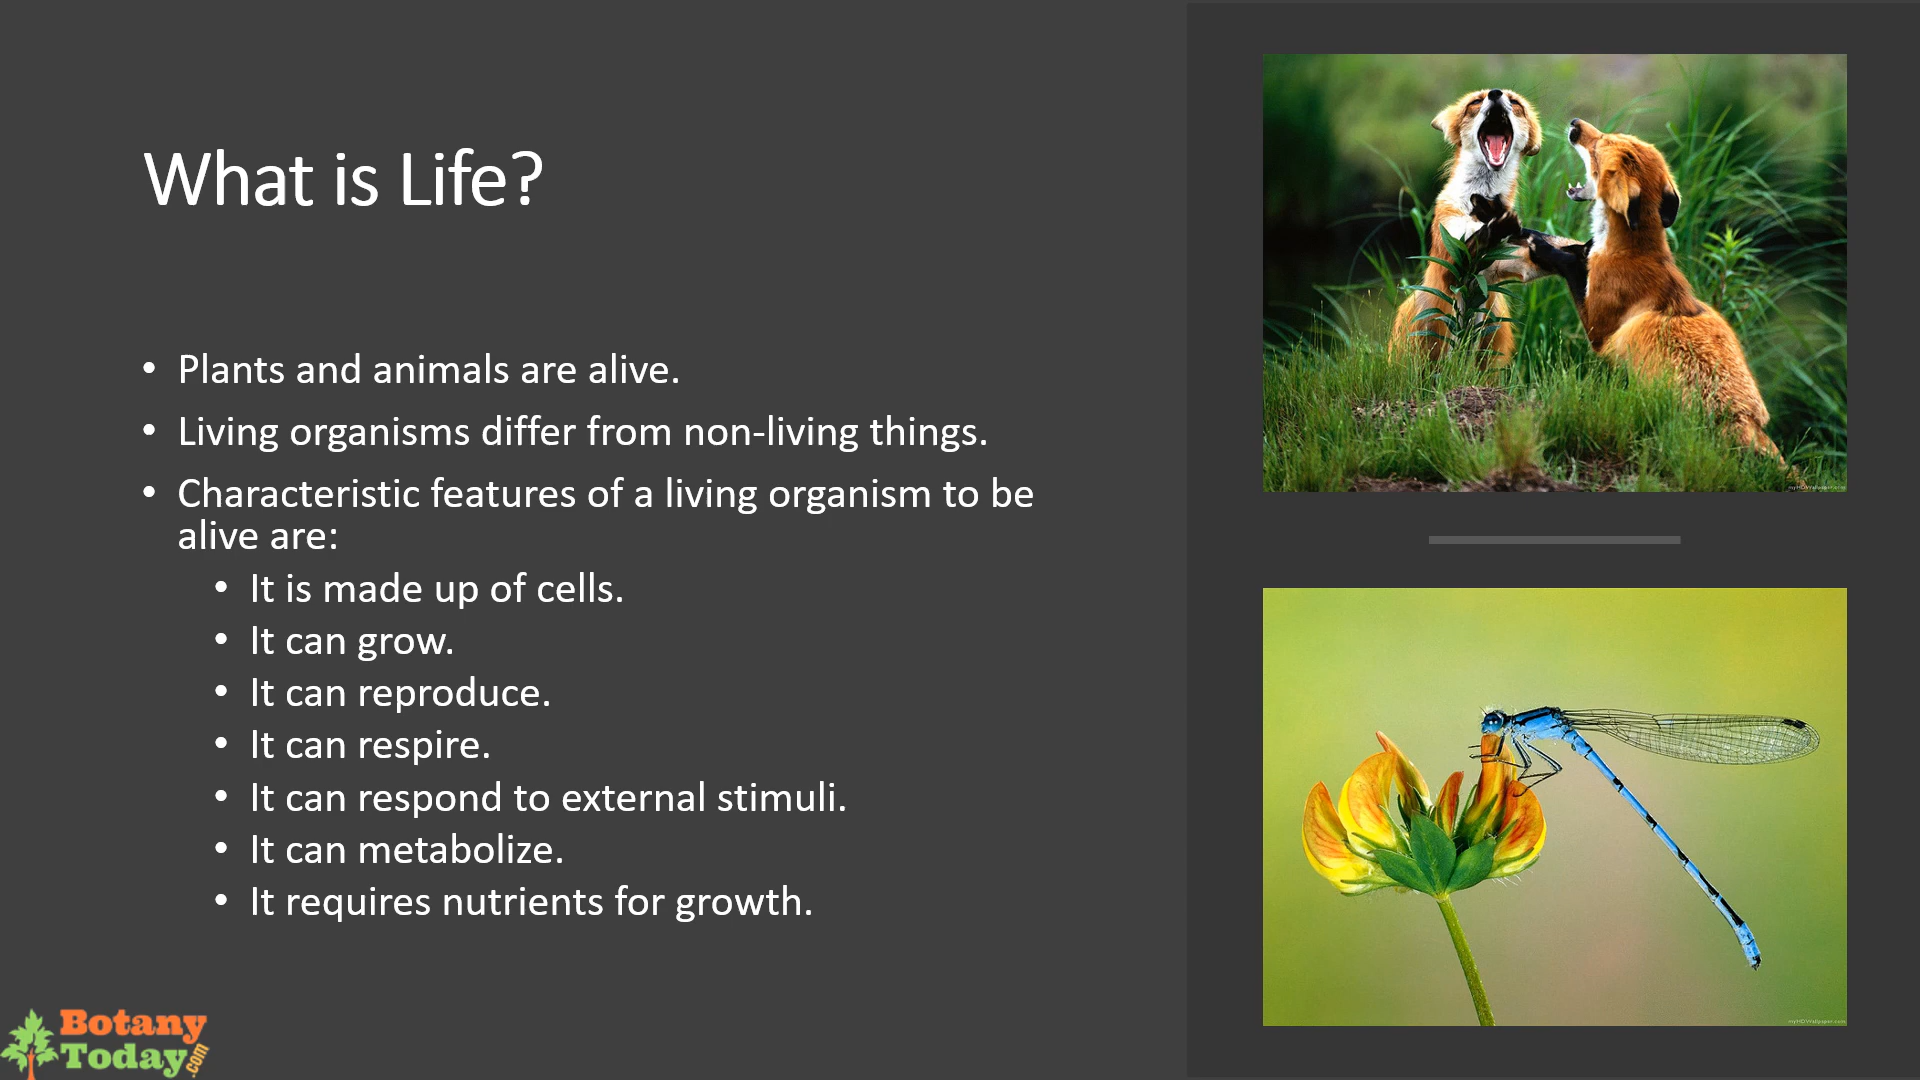 What is Life?
• Plants and animals are alive.
• Living organisms differ from non-living things.
• Characteristic features of a living organism to be
alive are:
• It is made up of cells.
• It can grow.
• It can reproduce.
• It can respire.
• It can respond to external stimuli.
• It can metabolize.
• It requires nutrients for growth.
Botany
Today.com